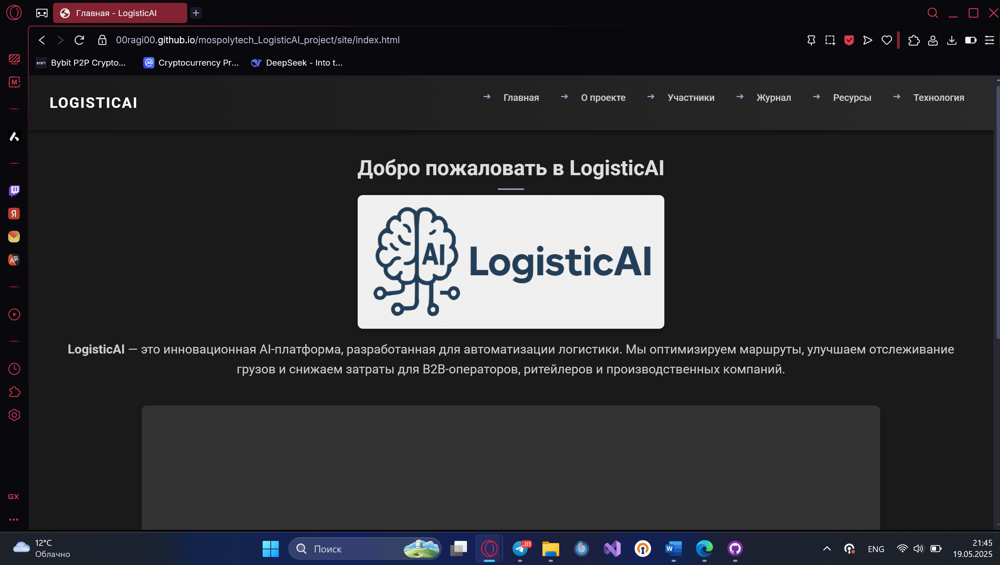 Главная - LogisticAI
00ragi00.github.io/mospolytech_LogisticAI_project/site/index.html
BYBIT Bybit P2P Crypto... Cryptocurrency Pr... DeepSeek - Into t...
M
LOGISTICAI
Главная О проекте Участники Журнал Ресурсы Технология
Добро пожаловать в LogisticAI
AI LogisticAI
LogisticAI — это инновационная AI-платформа, разработанная для автоматизации логистики. Мы оптимизируем маршруты, улучшаем отслеживание
грузов и снижаем затраты для B2B-операторов, ритейлеров и производственных компаний.
Я
Aあ
GX
12°C
Облачно
Поиск
..01
W
ENG
21:45
19.05.2025